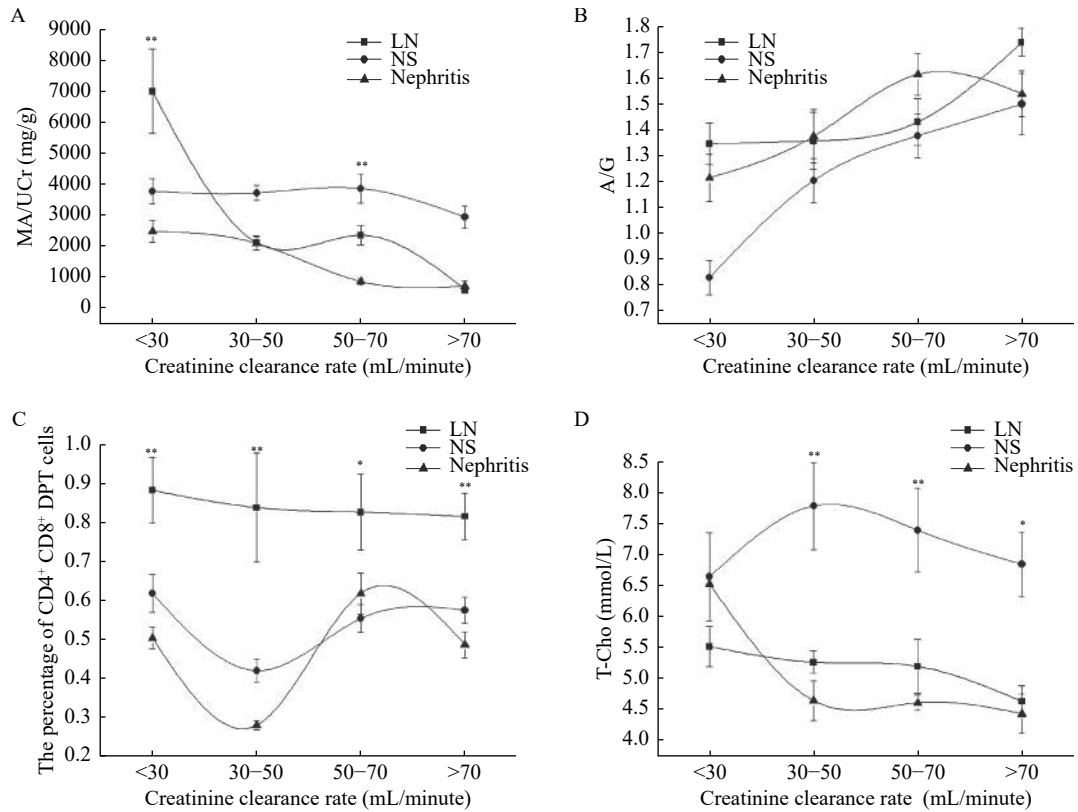 A
9000
8000
7000
6000
5000
4000
3000
2000
1000
0
MA/UCr (mg/g)
**
**
LN
NS
Nephritis
<30
30−50
50−70
>70
Creatinine clearance rate (mL/minute)
B
1.8
1.7
1.6
1.5
1.4
1.3
1.2
1.1
1.0
0.9
0.8
0.7
A/G
LN
NS
Nephritis
<30
30−50
50−70
>70
Creatinine clearance rate (mL/minute)
C
1.0
0.9
0.8
0.7
0.6
0.5
0.4
0.3
0.2
The percentage of CD4⁺ CD8⁺ DPT cells
**
**
*
**
LN
NS
Nephritis
<30
30−50
50−70
>70
Creatinine clearance rate (mL/minute)
D
8.5
8.0
7.5
7.0
6.5
6.0
5.5
5.0
4.5
4.0
T-Cho (mmol/L)
**
**
*
LN
NS
Nephritis
<30
30−50
50−70
>70
Creatinine clearance rate (mL/minute)